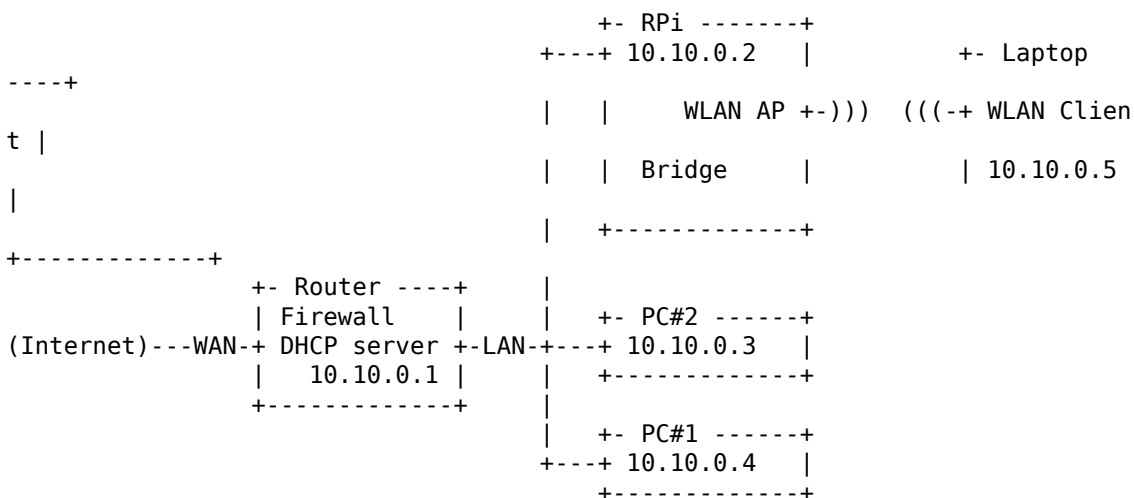 +- RPi -------+
+---+ 10.10.0.2   |          +- Laptop
----+
|   |     WLAN AP +-)))  (((-+ WLAN Clien
t |
|   |  Bridge     |          | 10.10.0.5
|
|   +-------------+
+-------------+
+- Router ----+     |
| Firewall    |     |   +- PC#2 ------+
(Internet)---WAN-+ DHCP server +-LAN-+---+ 10.10.0.3   |
|   10.10.0.1 |     |   +-------------+
+-------------+     |
|   +- PC#1 ------+
+---+ 10.10.0.4   |
+-------------+